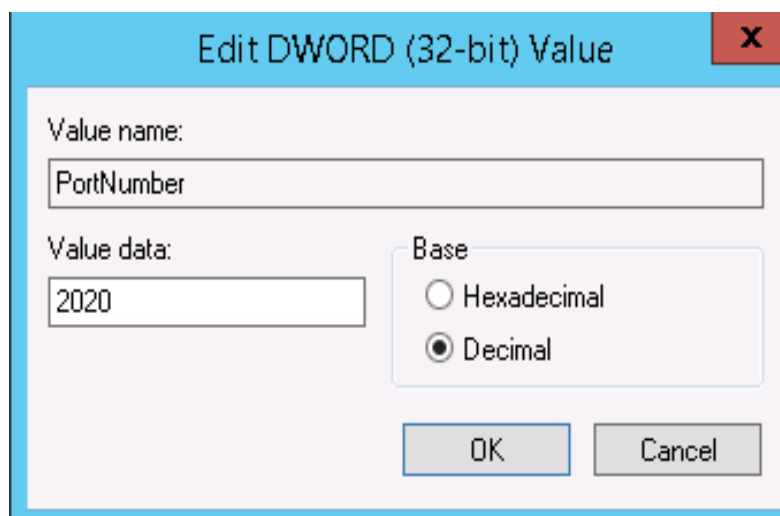 Edit DWORD (32-bit) Value
x
Value name:
PortNumber
Value data:
2020
Base
Hexadecimal
Decimal
OK
Cancel